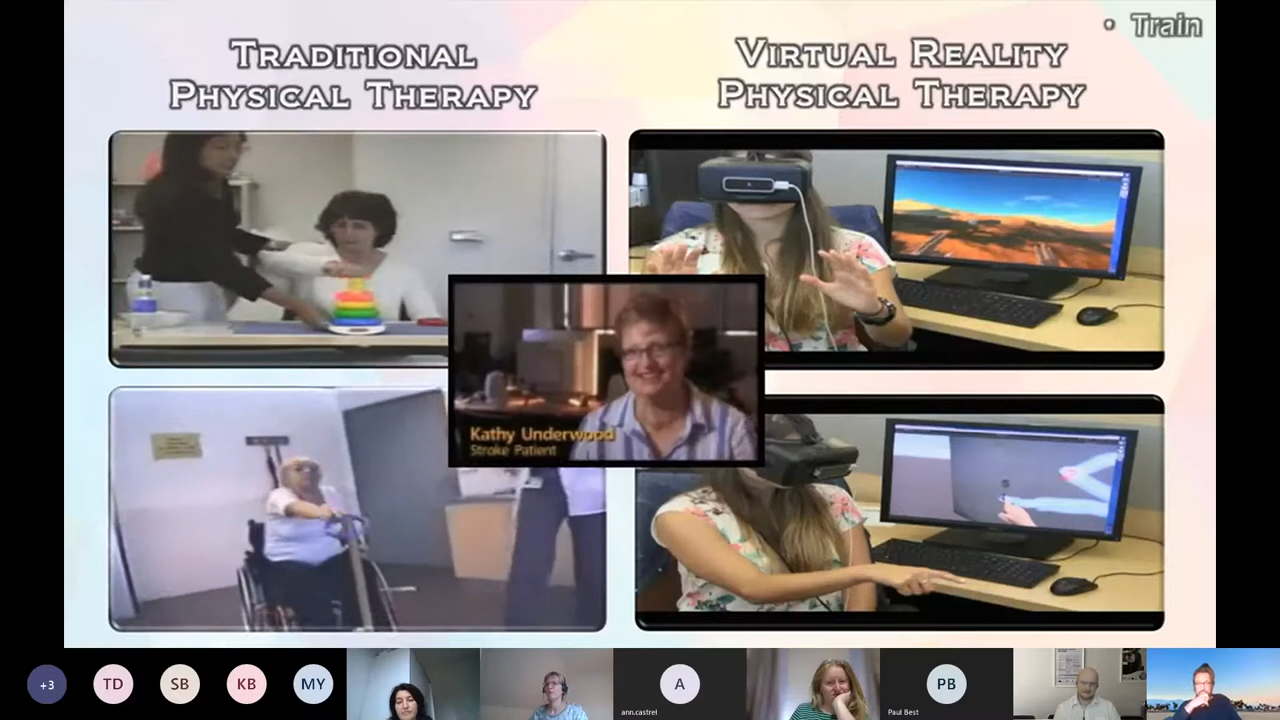 • Train
TRADITIONAL
PHYSICAL THERAPY
VIRTUAL REALITY
PHYSICAL THERAPY
Kathy Underwood
Stroke Patient
+3
TD
SB
KB
MY
A
ann.castrel
PB
Paul Best